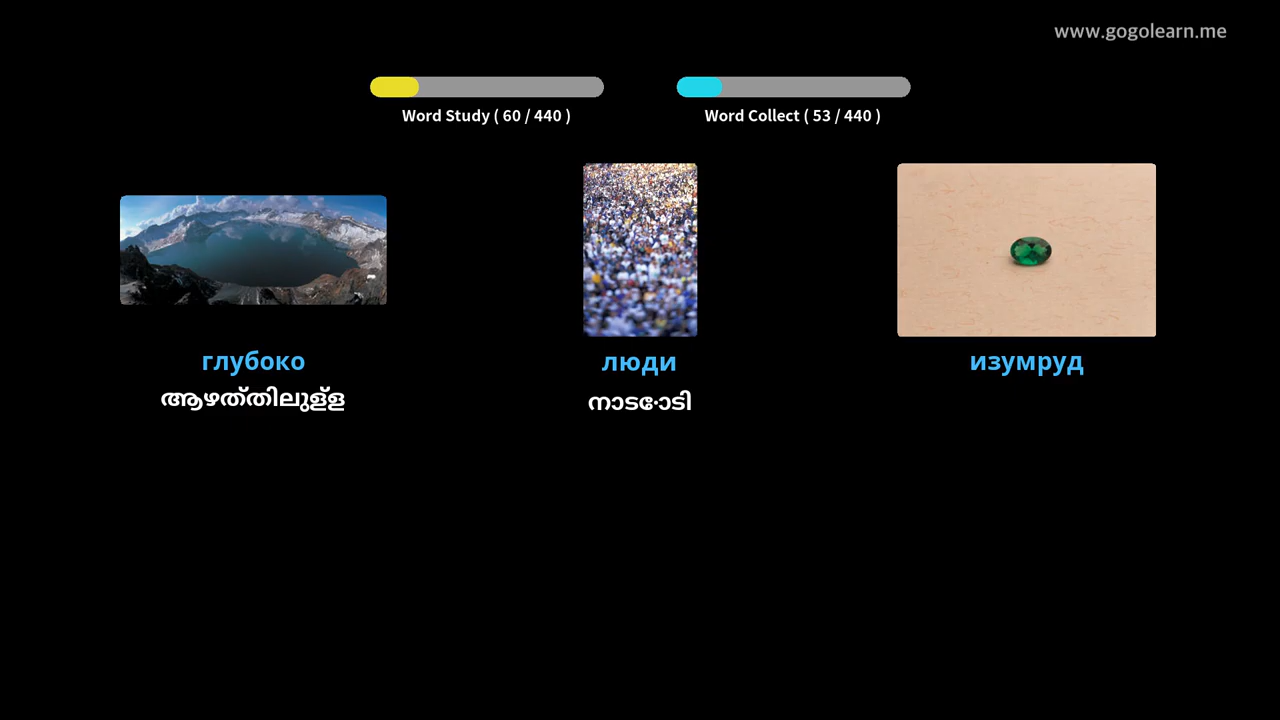 www.gogolearn.me
Word Study ( 60 / 440 )
Word Collect ( 53 / 440 )
глубоко
люди
изумруд
ആഴത്തിലുള്ള
നാടോടി